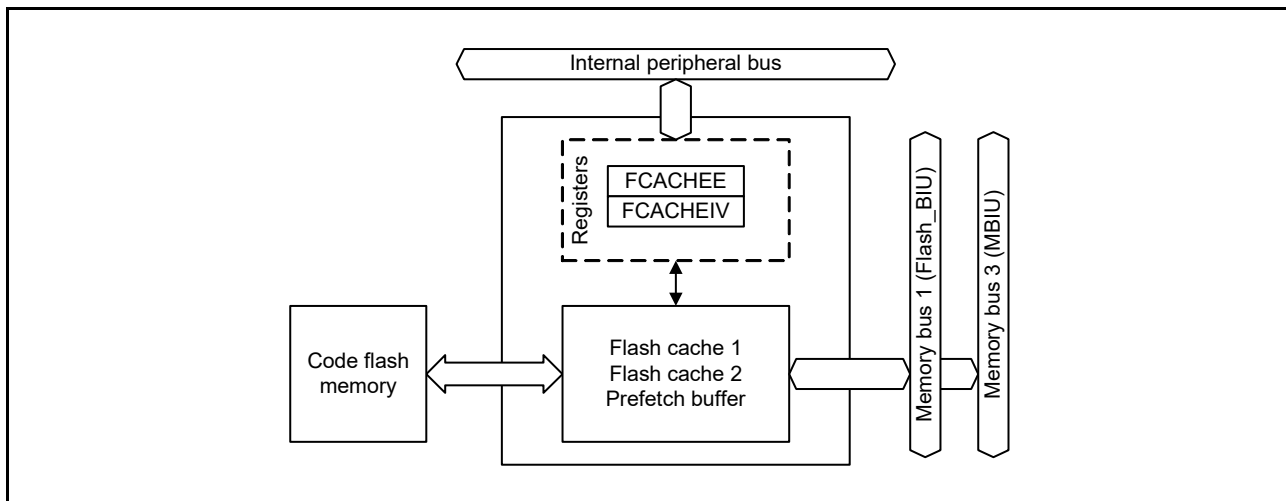 Internal peripheral bus
Registers
FCACHEE
FCACHEIV
Code flash
memory
Flash cache 1
Flash cache 2
Prefetch buffer
Memory bus 1 (Flash_BIU)
Memory bus 3 (MBIU)